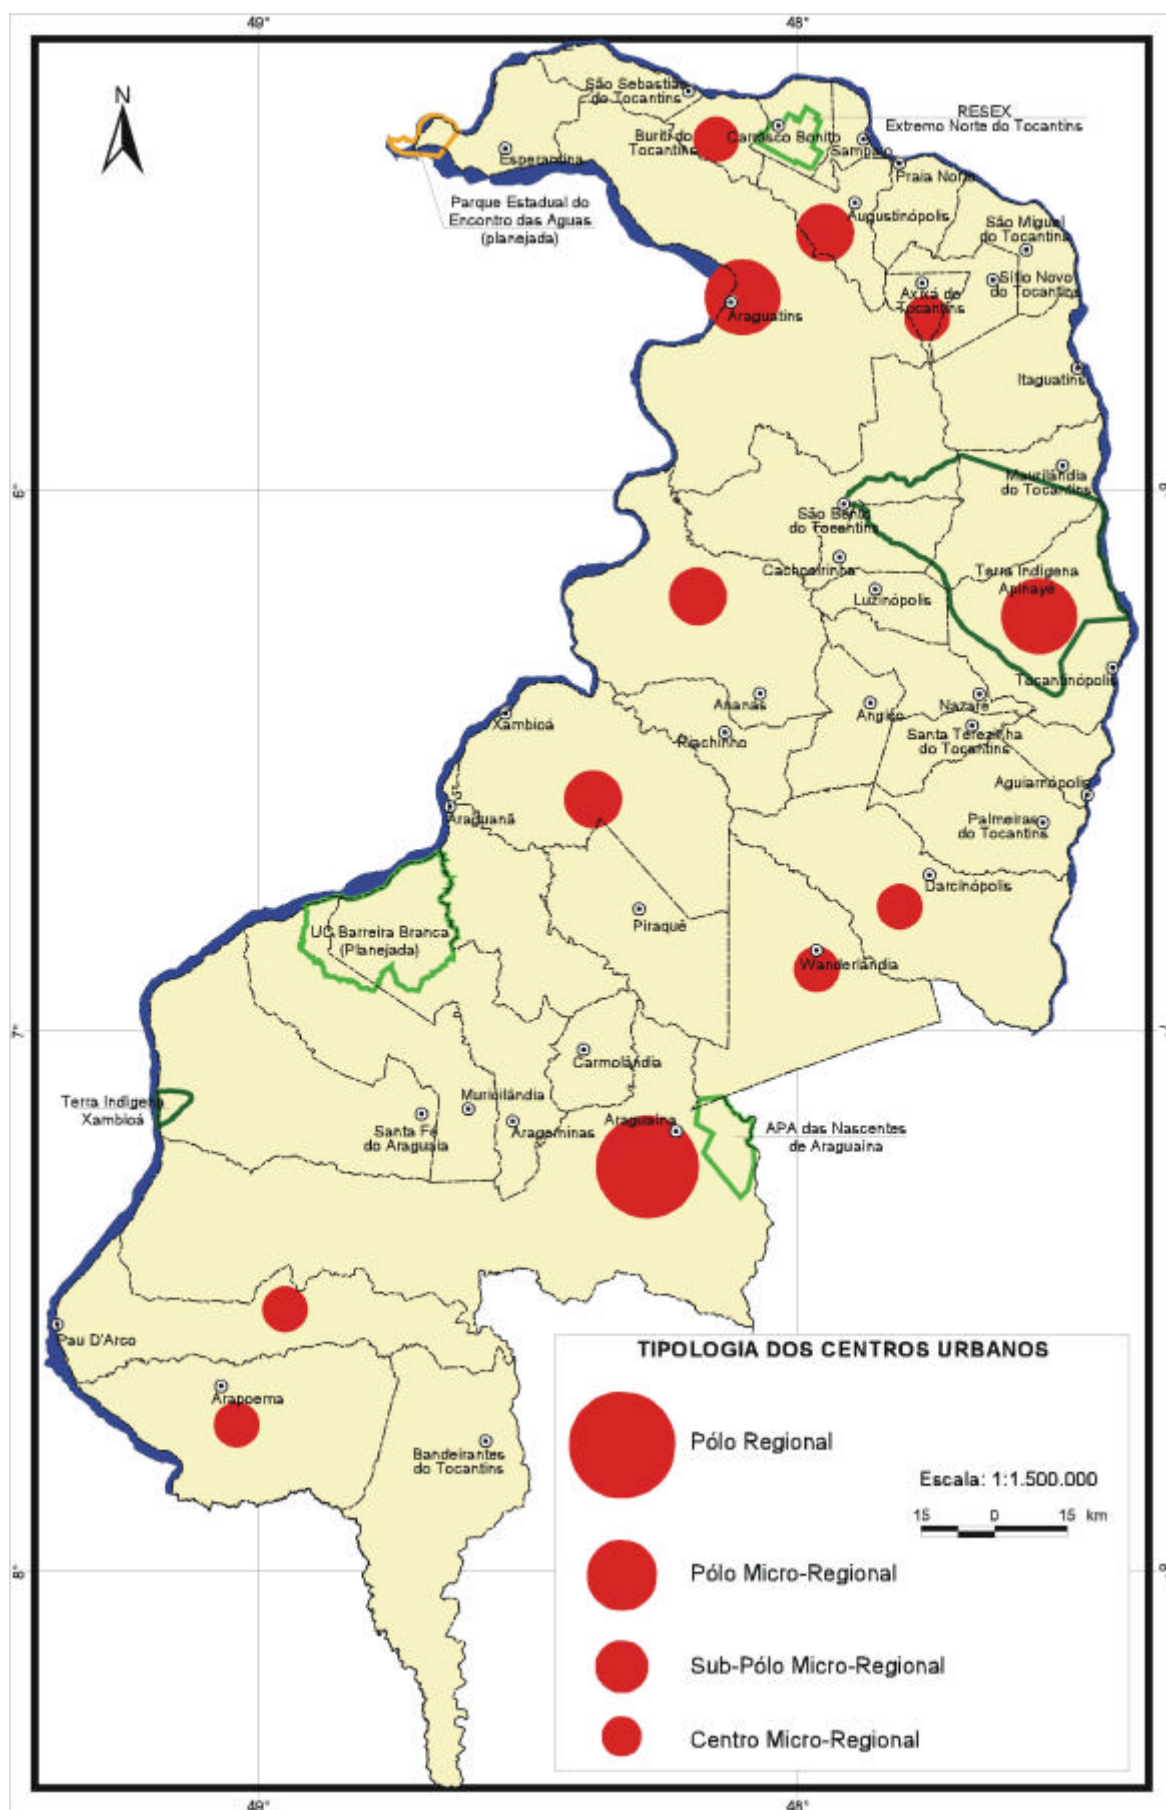 49°
48°
N
São Sebastião
do Tocantins
RESEX
Extremo Norte do Tocantins
Buriti do
Tocantins
Carrasco Bonito
Sampaio
Esperantina
Praia Norte
Parque Estadual do
Encontro das Aguas
(planejada)
Augustinópolis
São Miguel
do Tocantins
Sítio Novo
do Tocantins
Axixá do
Tocantins
Araguatins
Itaguatins
6°
Maurilândia
do Tocantins
São Bento
do Tocantins
Cachoeirinha
Luzinópolis
Terra Indígena
Apinayé
Tocantinópolis
Ananás
Angico
Nazaré
Xambioá
Riachinho
Santa Terezinha
do Tocantins
Aguiarnópolis
Araguanã
Palmeiras
do Tocantins
Darcinópolis
Piraquê
UC Barreira Branca
(Planejada)
Wanderlândia
7°
Carmolândia
Terra Indígena
Xambioá
Muricilândia
Santa Fé
do Araguaia
Aragominas
Araguaína
APA das Nascentes
de Araguaína
Pau D'Arco
TIPOLOGIA DOS CENTROS URBANOS
Arapoema
Pólo Regional
Bandeirantes
do Tocantins
Escala: 1:1.500.000
15 0 15 km
8°
Pólo Micro-Regional
Sub-Pólo Micro-Regional
Centro Micro-Regional
49°
48°